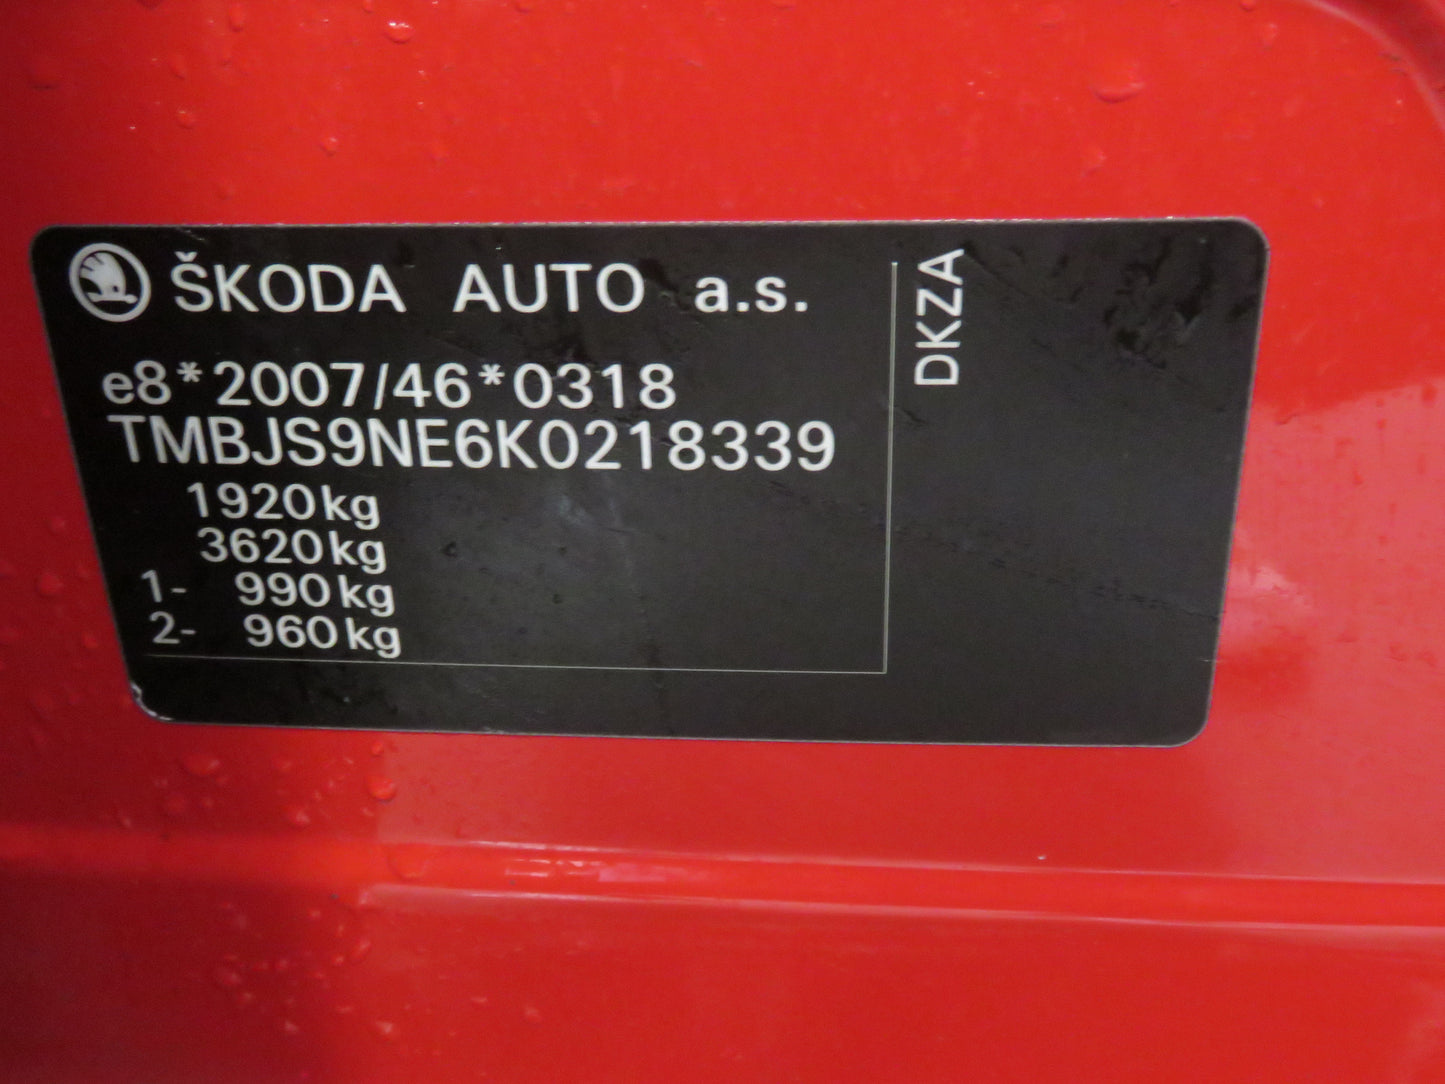 ŠKODA AUTO a.s.
e8*2007/46*0318
TMBJS9NE6K0218339
1920kg
3620kg
1- 990kg
2- 960kg
DKZA